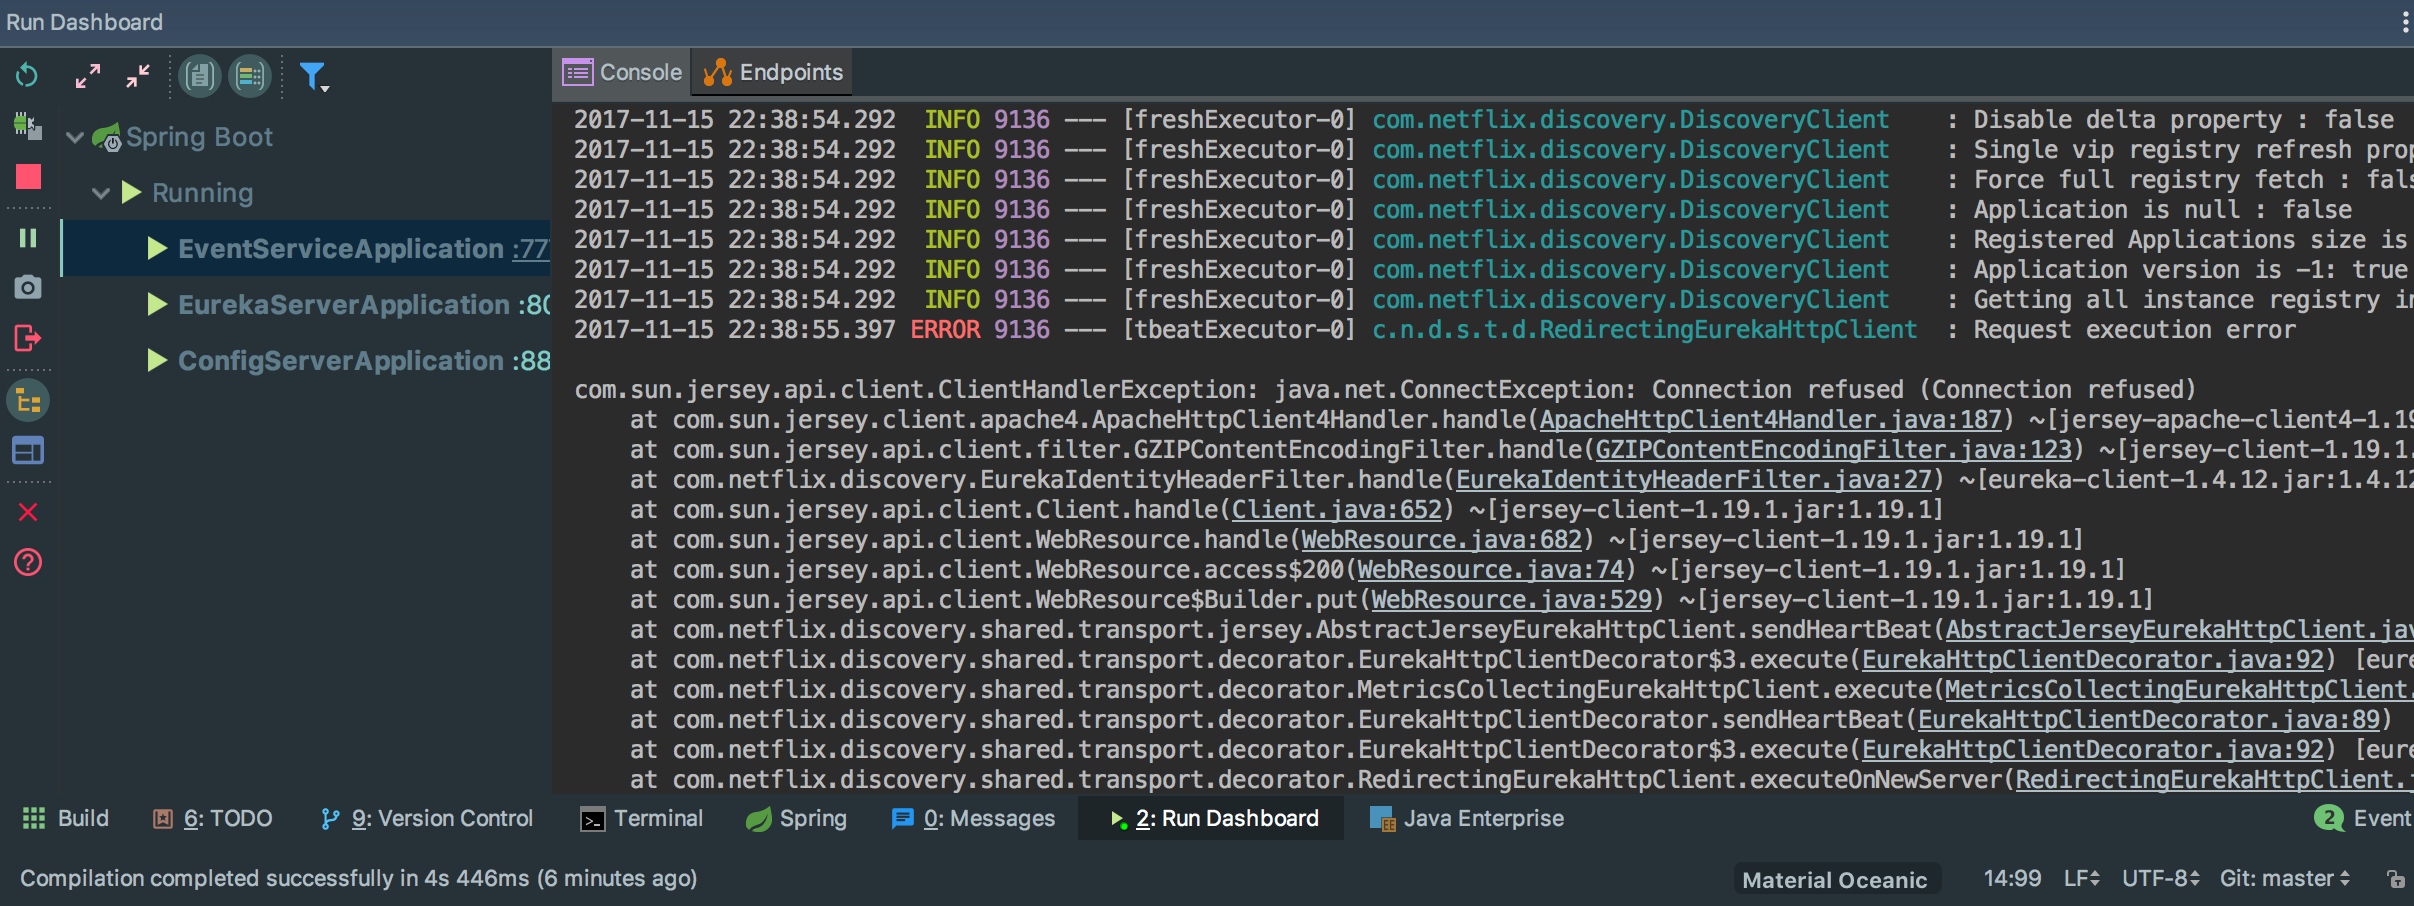 Run Dashboard
Console
Endpoints
Spring Boot
Running
EventServiceApplication :777
EurekaServerApplication :80
ConfigServerApplication :88
2017-11-15 22:38:54.292 INFO 9136 --- [freshExecutor-0] com.netflix.discovery.DiscoveryClient : Disable delta property : false
2017-11-15 22:38:54.292 INFO 9136 --- [freshExecutor-0] com.netflix.discovery.DiscoveryClient : Single vip registry refresh prop
2017-11-15 22:38:54.292 INFO 9136 --- [freshExecutor-0] com.netflix.discovery.DiscoveryClient : Force full registry fetch : fals
2017-11-15 22:38:54.292 INFO 9136 --- [freshExecutor-0] com.netflix.discovery.DiscoveryClient : Application is null : false
2017-11-15 22:38:54.292 INFO 9136 --- [freshExecutor-0] com.netflix.discovery.DiscoveryClient : Registered Applications size is
2017-11-15 22:38:54.292 INFO 9136 --- [freshExecutor-0] com.netflix.discovery.DiscoveryClient : Application version is -1: true
2017-11-15 22:38:54.292 INFO 9136 --- [freshExecutor-0] com.netflix.discovery.DiscoveryClient : Getting all instance registry in
2017-11-15 22:38:55.397 ERROR 9136 --- [tbeatExecutor-0] c.n.d.s.t.d.RedirectingEurekaHttpClient : Request execution error
com.sun.jersey.api.client.ClientHandlerException: java.net.ConnectException: Connection refused (Connection refused)
at com.sun.jersey.client.apache4.ApacheHttpClient4Handler.handle(ApacheHttpClient4Handler.java:187) ~[jersey-apache-client4-1.19
at com.sun.jersey.api.client.filter.GZIPContentEncodingFilter.handle(GZIPContentEncodingFilter.java:123) ~[jersey-client-1.19.1.
at com.netflix.discovery.EurekaIdentityHeaderFilter.handle(EurekaIdentityHeaderFilter.java:27) ~[eureka-client-1.4.12.jar:1.4.12
at com.sun.jersey.api.client.Client.handle(Client.java:652) ~[jersey-client-1.19.1.jar:1.19.1]
at com.sun.jersey.api.client.WebResource.handle(WebResource.java:682) ~[jersey-client-1.19.1.jar:1.19.1]
at com.sun.jersey.api.client.WebResource.access$200(WebResource.java:74) ~[jersey-client-1.19.1.jar:1.19.1]
at com.sun.jersey.api.client.WebResource$Builder.put(WebResource.java:529) ~[jersey-client-1.19.1.jar:1.19.1]
at com.netflix.discovery.shared.transport.jersey.AbstractJerseyEurekaHttpClient.sendHeartBeat(AbstractJerseyEurekaHttpClient.jav
at com.netflix.discovery.shared.transport.decorator.EurekaHttpClientDecorator$3.execute(EurekaHttpClientDecorator.java:92) [eure
at com.netflix.discovery.shared.transport.decorator.MetricsCollectingEurekaHttpClient.execute(MetricsCollectingEurekaHttpClient.
at com.netflix.discovery.shared.transport.decorator.EurekaHttpClientDecorator.sendHeartBeat(EurekaHttpClientDecorator.java:89)
at com.netflix.discovery.shared.transport.decorator.EurekaHttpClientDecorator$3.execute(EurekaHttpClientDecorator.java:92) [eure
at com.netflix.discovery.shared.transport.decorator.RedirectingEurekaHttpClient.executeOnNewServer(RedirectingEurekaHttpClient.j
Build 6: TODO 9: Version Control Terminal Spring 0: Messages 2: Run Dashboard Java Enterprise 2 Event
Compilation completed successfully in 4s 446ms (6 minutes ago) Material Oceanic 14:99 LF UTF-8 Git: master